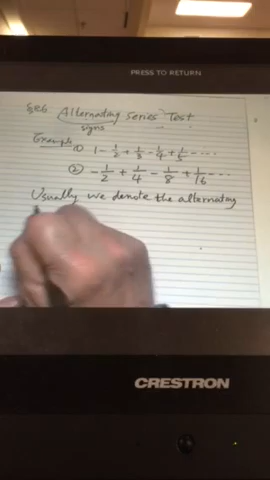 PRESS TO RETURN
§6.6 Alternating Series Test
signs
Example ① 1 - 1/2 + 1/3 - 1/4 + 1/5 - ....
② - 1/2 + 1/4 - 1/8 + 1/16 - ...
Usually we denote the alternating
CRESTRON